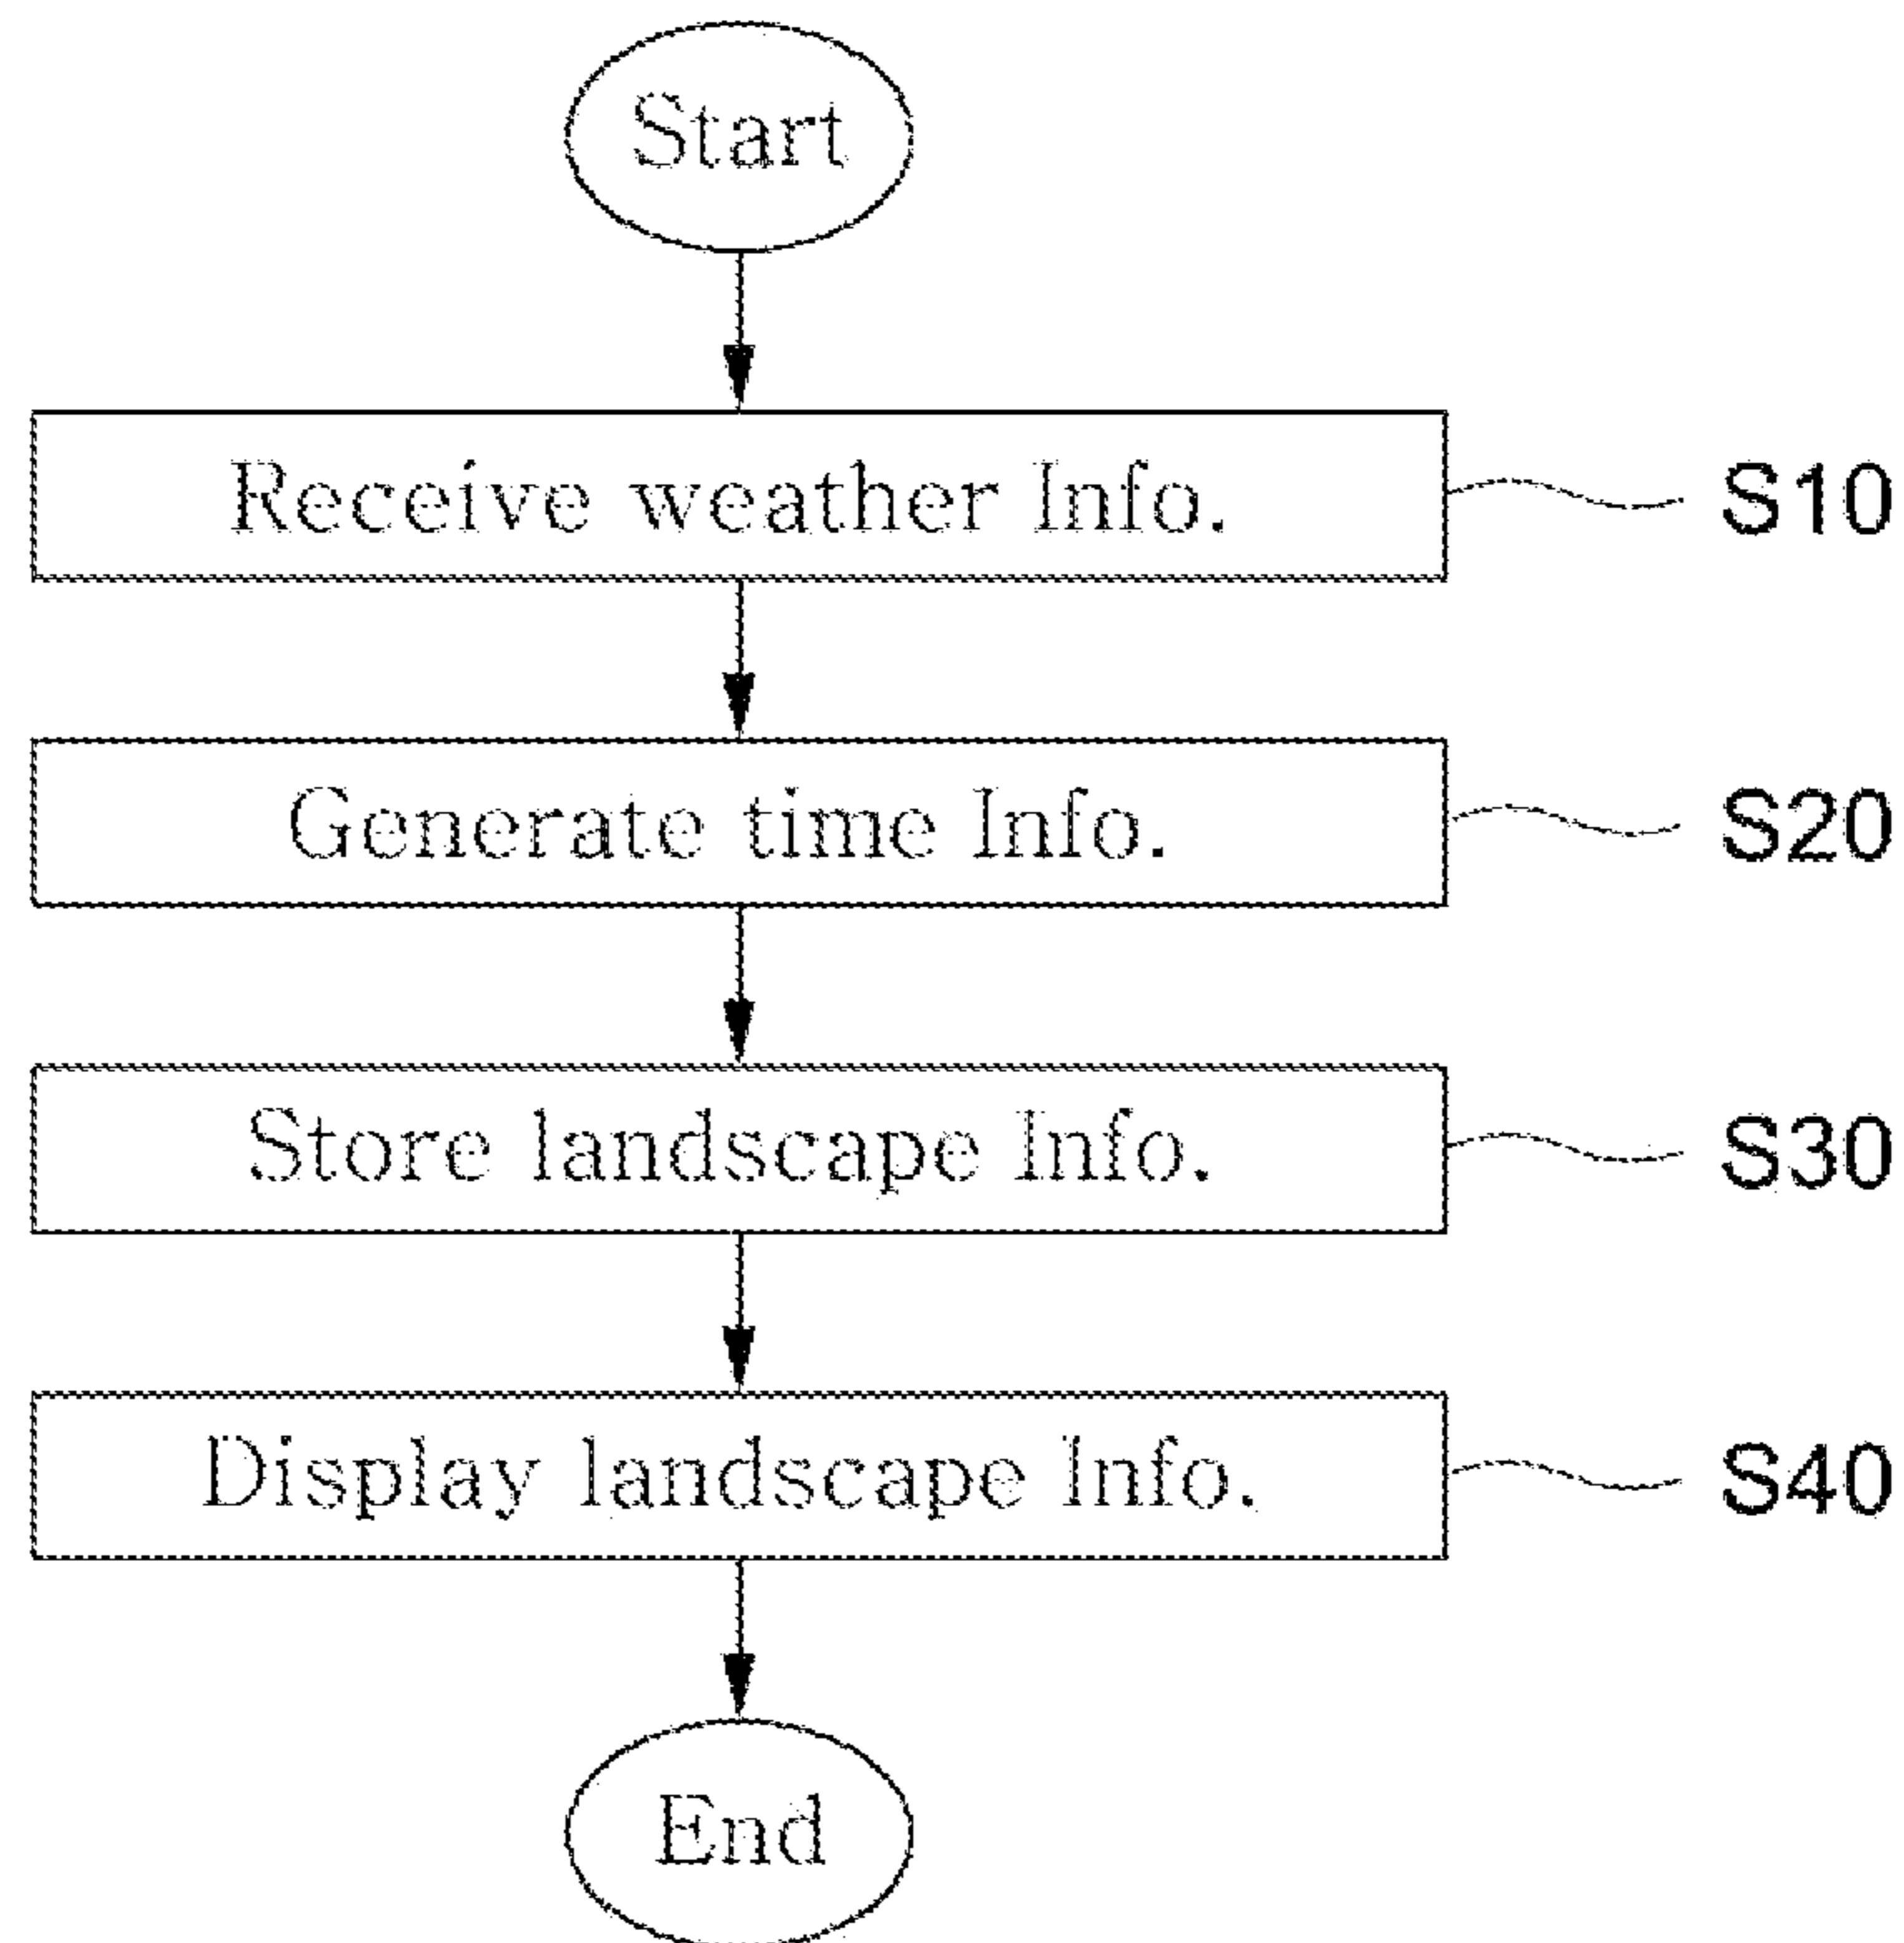 Start
Receive weather Info. S10
Generate time Info. S20
Store landscape Info. S30
Display landscape Info. S40
End